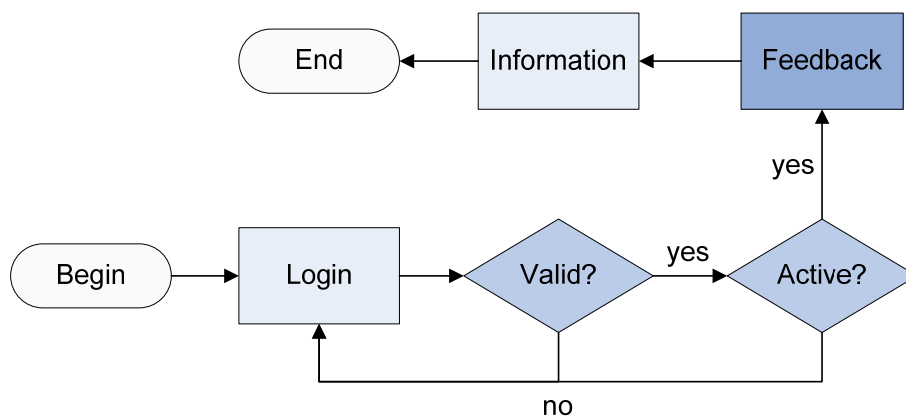 End
Information
Feedback
yes
Begin
Login
Valid?
yes
Active?
no